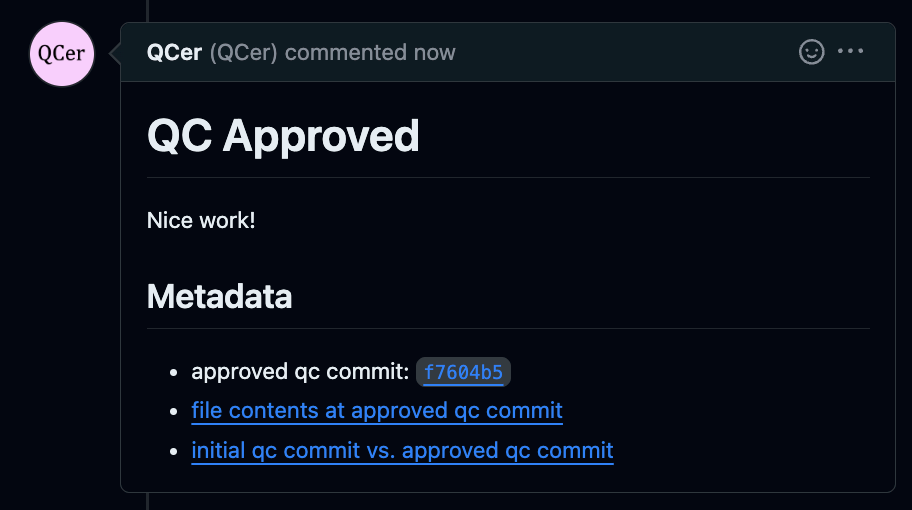 QCer
QCer (QCer) commented now
QC Approved
Nice work!
Metadata
approved qc commit: f7604b5
file contents at approved qc commit
initial qc commit vs. approved qc commit